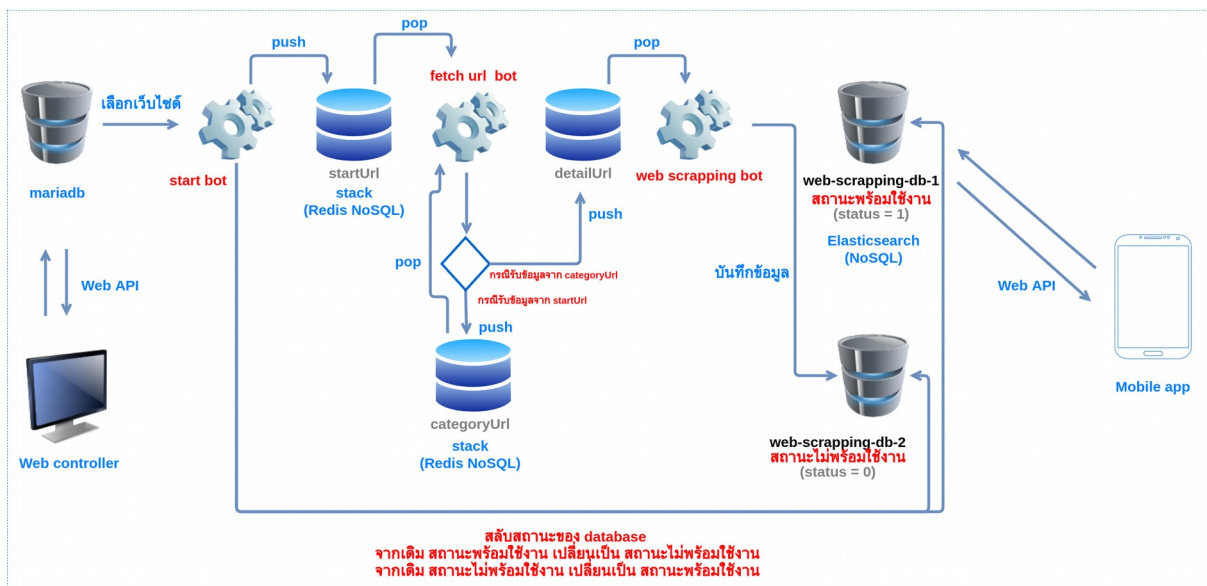 pop
push
pop
fetch url  bot
เลือกเว็บไซต์
startUrl
stack
(Redis NoSQL)
detailUrl
web scrapping bot
web-scrapping-db-1
สถานะพร้อมใช้งาน
(status = 1)
Elasticsearch
(NoSQL)
start bot
mariadb
push
pop
กรณีรับข้อมูลจาก categoryUrl
กรณีรับข้อมูลจาก startUrl
บันทึกข้อมูล
Web API
Web API
push
Mobile app
categoryUrl
stack
(Redis NoSQL)
Web controller
web-scrapping-db-2
สถานะไม่พร้อมใช้งาน
(status = 0)
สลับสถานะของ database
จากเดิม สถานะพร้อมใช้งาน เปลี่ยนเป็น สถานะไม่พร้อมใช้งาน
จากเดิม สถานะไม่พร้อมใช้งาน เปลี่ยนเป็น สถานะพร้อมใช้งาน